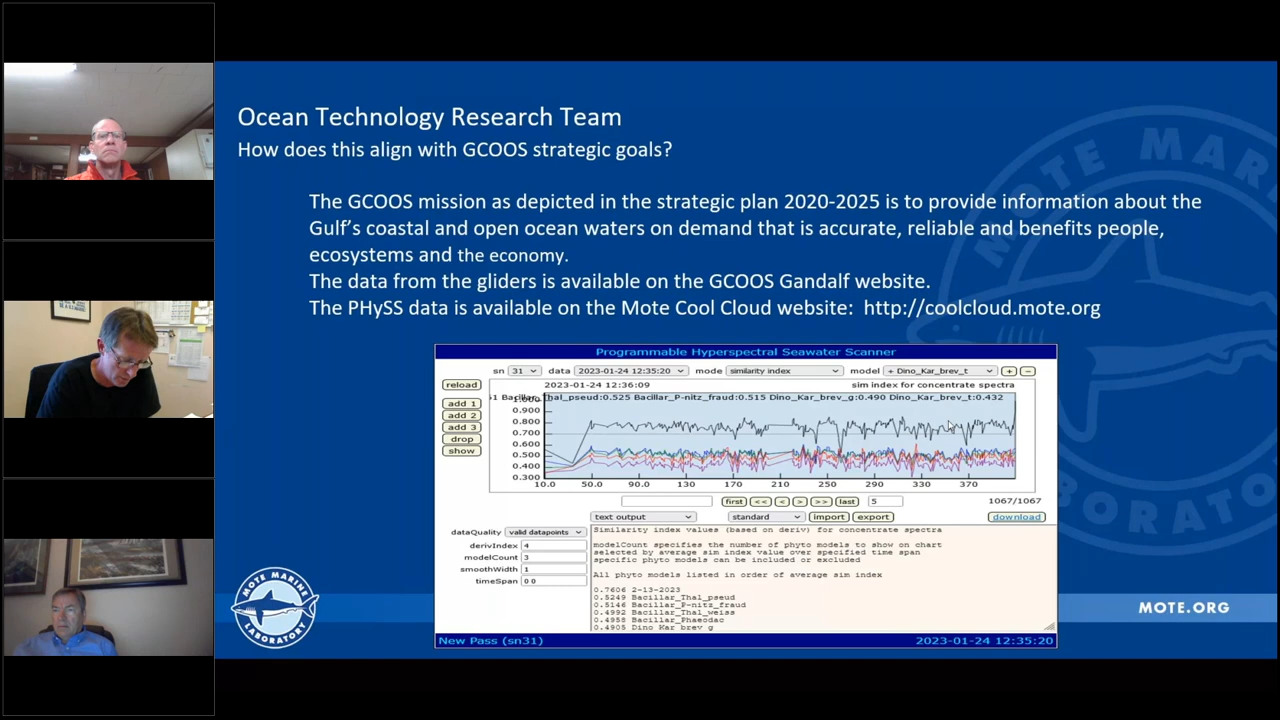 Ocean Technology Research Team
How does this align with GCOOS strategic goals?
The GCOOS mission as depicted in the strategic plan 2020-2025 is to provide information about the
Gulf's coastal and open ocean waters on demand that is accurate, reliable and benefits people,
ecosystems and the economy.
The data from the gliders is available on the GCOOS Gandalf website.
The PHySS data is available on the Mote Cool Cloud website: http://coolcloud.mote.org
Programmable Hyperspectral Seawater Scanner
sn 31 data 2023-01-24 12:35:20 mode similarity index model + Dino_Kar_brev_t + −
reload 2023-01-24 12:36:09 sim index for concentrate spectra
Bacillar_Thal_pseud:0.525 Bacillar_P-nitz_fraud:0.515 Dino_Kar_brev_g:0.490 Dino_Kar_brev_t:0.432
add 1
add 2
add 3
drop
show
1.000
0.900
0.800
0.700
0.600
0.500
0.400
0.300
10.0 50.0 90.0 130 170 210 250 290 330 370
first << < > >> last 5 1067/1067
text output standard import export download
dataQuality valid datapoints
derivIndex 4
modelCount 3
smoothWidth 1
timeSpan 0 0
Similarity index values (based on deriv) for concentrate spectra
modelCount specifies the number of phyto models to show on chart
selected by average sim index value over specified time span
specific phyto models can be included or excluded
All phyto models listed in order of average sim index
0.7606 2-13-2023
0.5249 Bacillar_Thal_pseud
0.5146 Bacillar_P-nitz_fraud
0.4992 Bacillar_Thal_weiss
0.4958 Bacillar_Phaeodac
0.4905 Dino_Kar_brev_g
New Pass (sn31) 2023-01-24 12:35:20
MOTE MARINE
LABORATORY
MOTE.ORG
MOTE MAR
BORATO